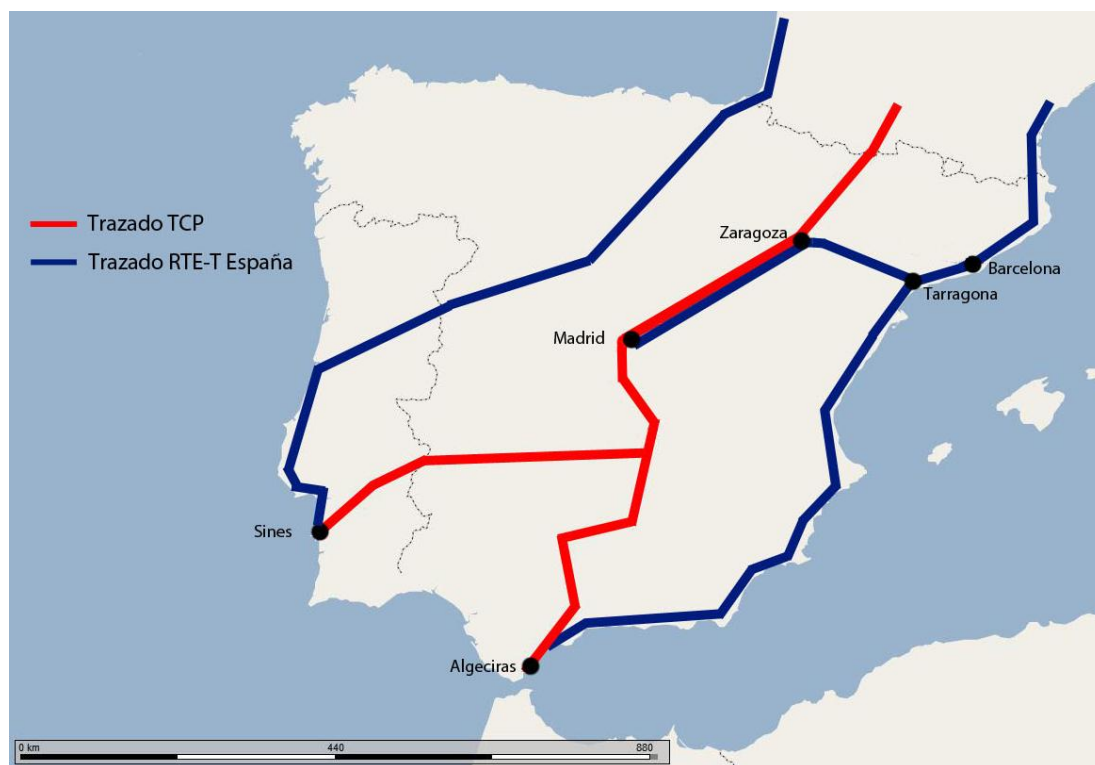 Trazado TCP
Trazado RTE-T España
Zaragoza
Barcelona
Tarragona
Madrid
Sines
Algeciras
0 km
440
880